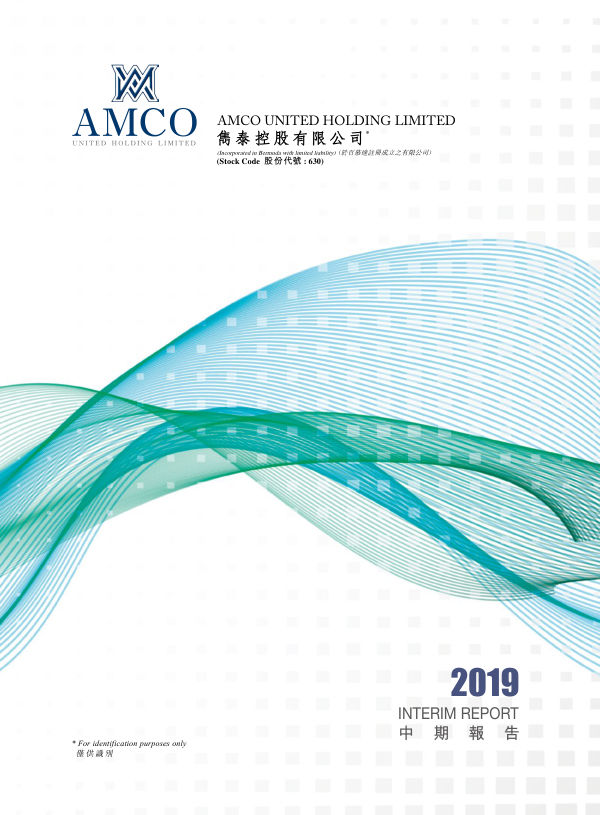 AMCO
UNITED HOLDING LIMITED
AMCO UNITED HOLDING LIMITED
雋泰控股有限公司*
(Incorporated in Bermuda with limited liability) (於百慕達註冊成立之有限公司)
(Stock Code 股份代號 : 630)
2019
INTERIM REPORT
中期報告
* For identification purposes only
僅供識別